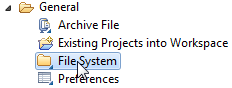 General
Archive File
Existing Projects into Workspace
File System
Preferences